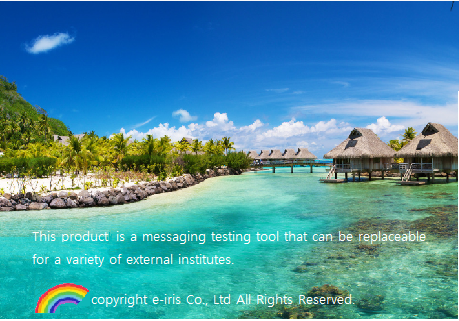 This product is a messaging testing tool that can be replaceable
for a variety of external institutes.
copyright e-iris Co., Ltd All Rights Reserved.